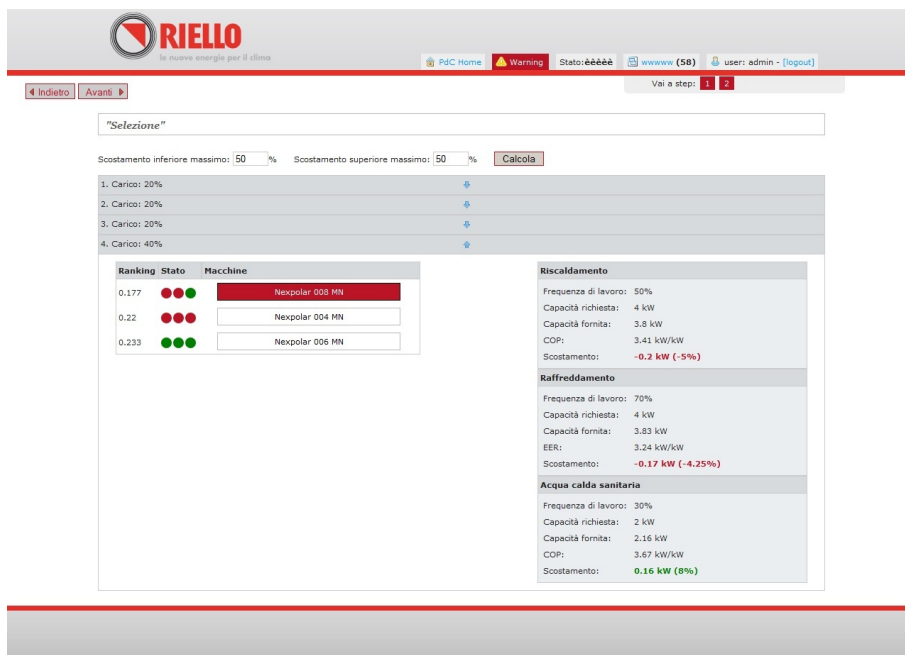 RIELLO
le nuove energie per il clima
PdC Home Warning Stato:èèèèè wwwww (58) user: admin - [logout]
Indietro Avanti Vai a step: 1 2
"Selezione"
Scostamento inferiore massimo: 50 % Scostamento superiore massimo: 50 % Calcola
1. Carico: 20%
2. Carico: 20%
3. Carico: 20%
4. Carico: 40%
Ranking Stato Macchine
0.177 Nexpolar 008 MN
0.22 Nexpolar 004 MN
0.233 Nexpolar 006 MN
Riscaldamento
Frequenza di lavoro: 50%
Capacità richiesta: 4 kW
Capacità fornita: 3.8 kW
COP: 3.41 kW/kW
Scostamento: -0.2 kW (-5%)
Raffreddamento
Frequenza di lavoro: 70%
Capacità richiesta: 4 kW
Capacità fornita: 3.83 kW
EER: 3.24 kW/kW
Scostamento: -0.17 kW (-4.25%)
Acqua calda sanitaria
Frequenza di lavoro: 30%
Capacità richiesta: 2 kW
Capacità fornita: 2.16 kW
COP: 3.67 kW/kW
Scostamento: 0.16 kW (8%)